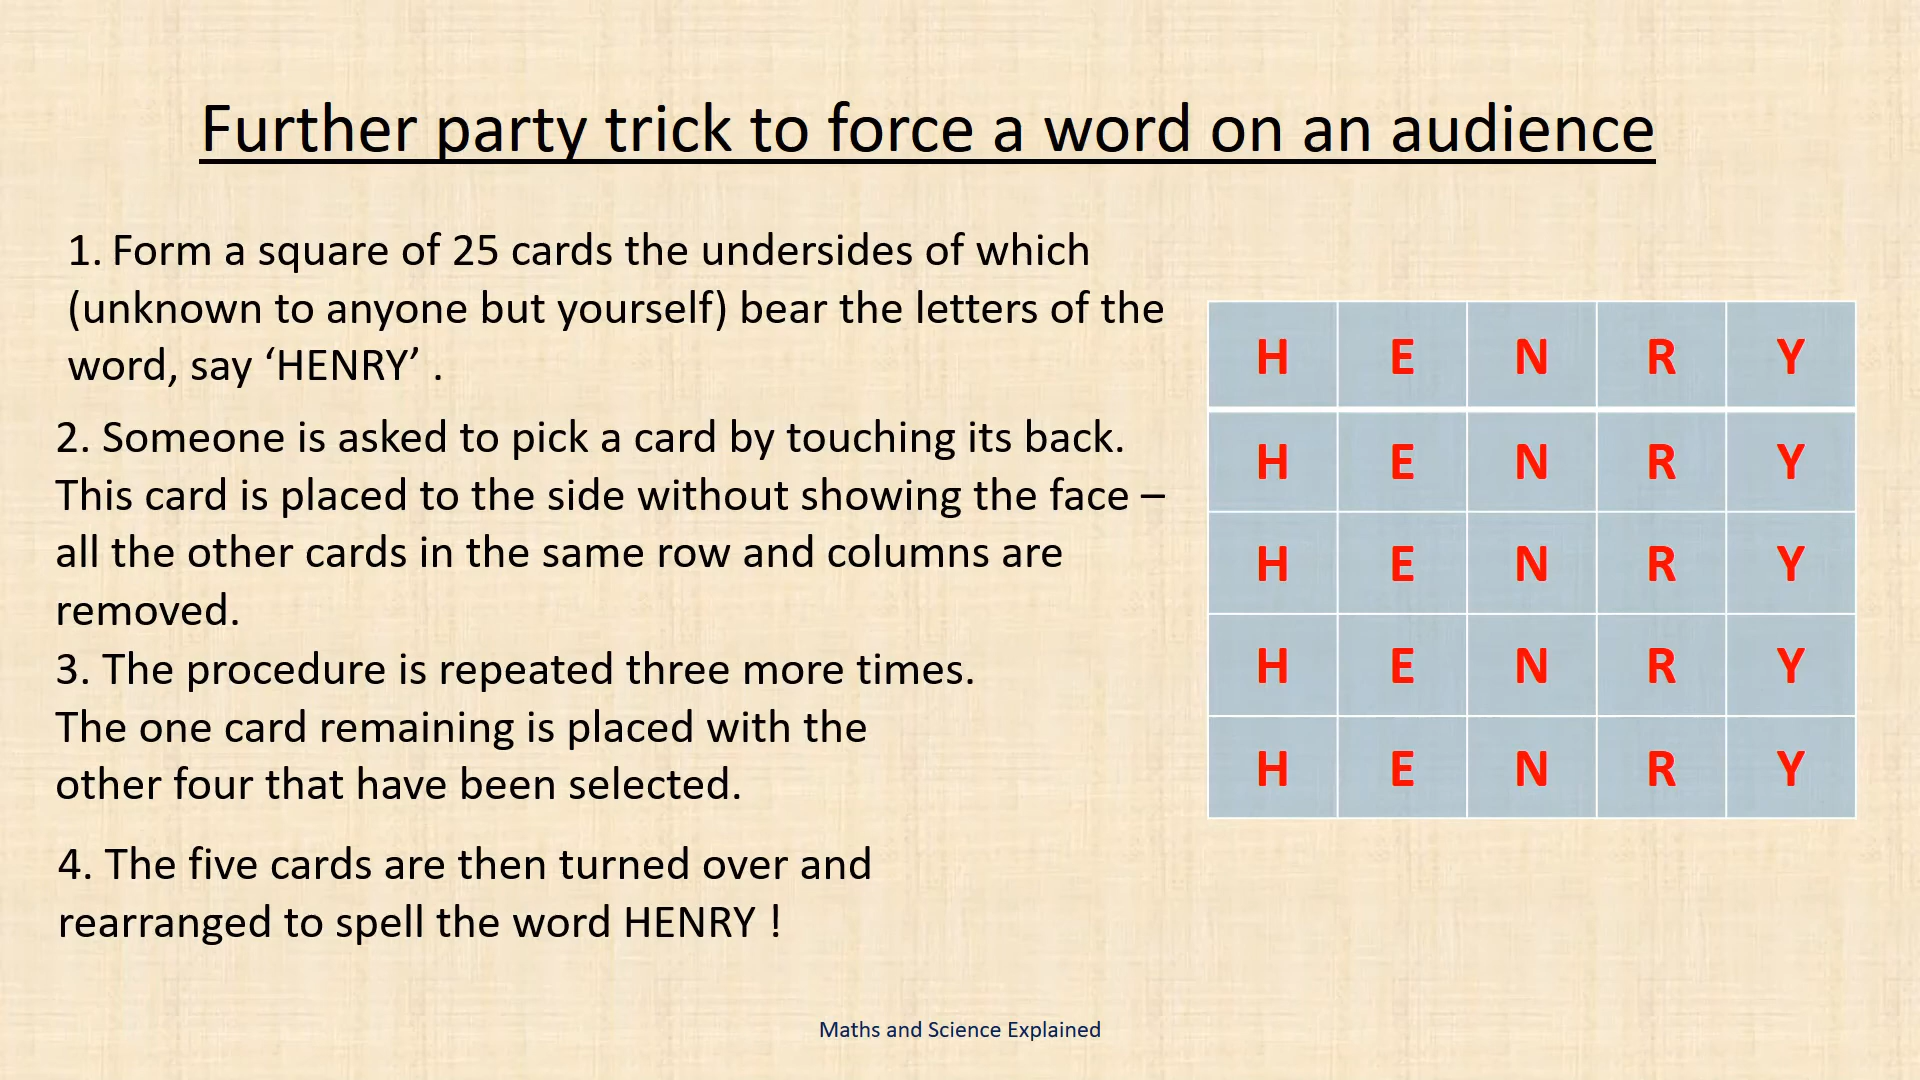 Further party trick to force a word on an audience
1. Form a square of 25 cards the undersides of which
(unknown to anyone but yourself) bear the letters of the
word, say ‘HENRY’ .
2. Someone is asked to pick a card by touching its back.
This card is placed to the side without showing the face –
all the other cards in the same row and columns are
removed.
3. The procedure is repeated three more times.
The one card remaining is placed with the
other four that have been selected.
4. The five cards are then turned over and
rearranged to spell the word HENRY !
H E N R Y
H E N R Y
H E N R Y
H E N R Y
H E N R Y
Maths and Science Explained